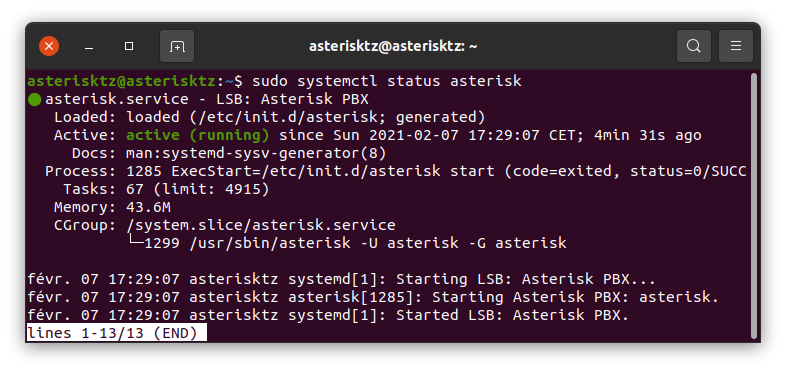 asterisktz@asterisktz: ~
asterisktz@asterisktz:~$ sudo systemctl status asterisk
● asterisk.service - LSB: Asterisk PBX
   Loaded: loaded (/etc/init.d/asterisk; generated)
   Active: active (running) since Sun 2021-02-07 17:29:07 CET; 4min 31s ago
     Docs: man:systemd-sysv-generator(8)
  Process: 1285 ExecStart=/etc/init.d/asterisk start (code=exited, status=0/SUCC
    Tasks: 67 (limit: 4915)
   Memory: 43.6M
   CGroup: /system.slice/asterisk.service
           └─1299 /usr/sbin/asterisk -U asterisk -G asterisk
févr. 07 17:29:07 asterisktz systemd[1]: Starting LSB: Asterisk PBX...
févr. 07 17:29:07 asterisktz asterisk[1285]: Starting Asterisk PBX: asterisk.
févr. 07 17:29:07 asterisktz systemd[1]: Started LSB: Asterisk PBX.
lines 1-13/13 (END)